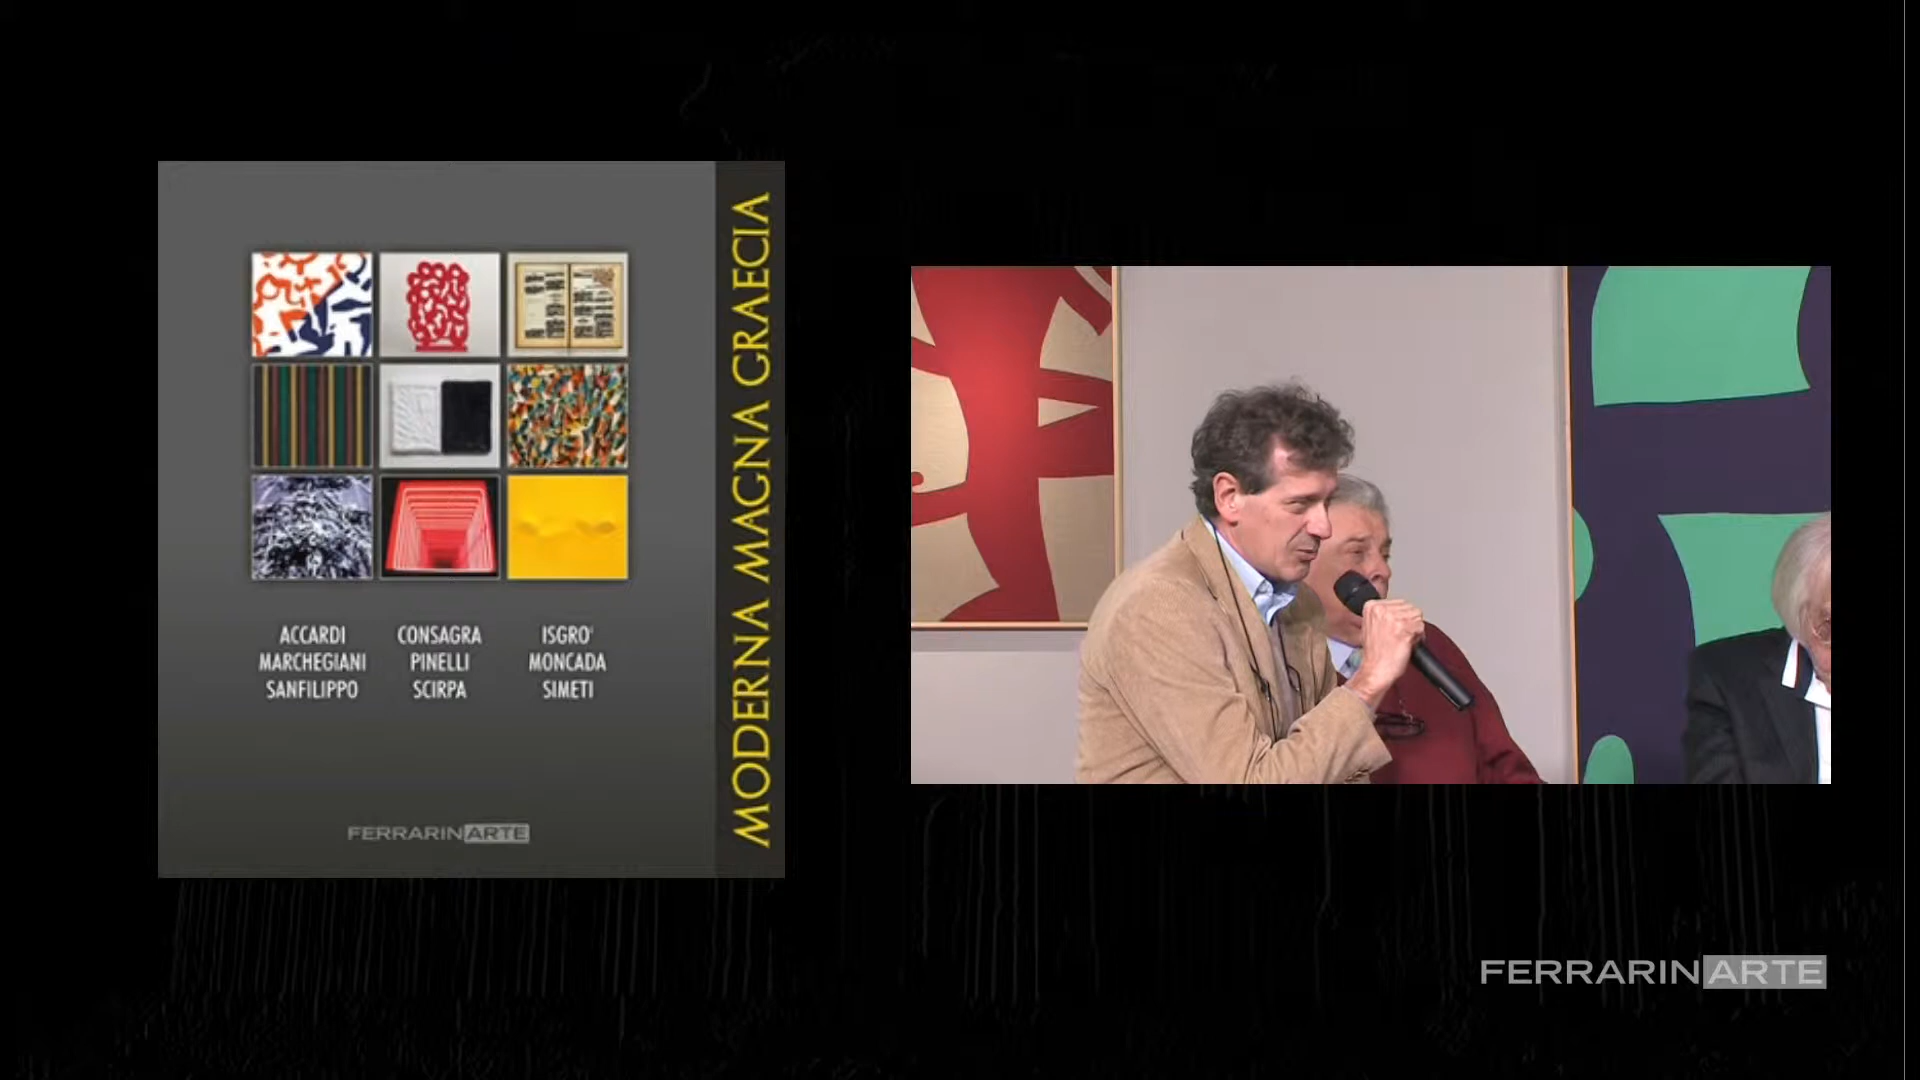 MODERNA MAGNA GRAECIA
ACCARDI CONSAGRA ISGRO'
MARCHEGIANI PINELLI MONCADA
SANFILIPPO SCIRPA SIMETI
FERRARINARTE
FERRARINARTE